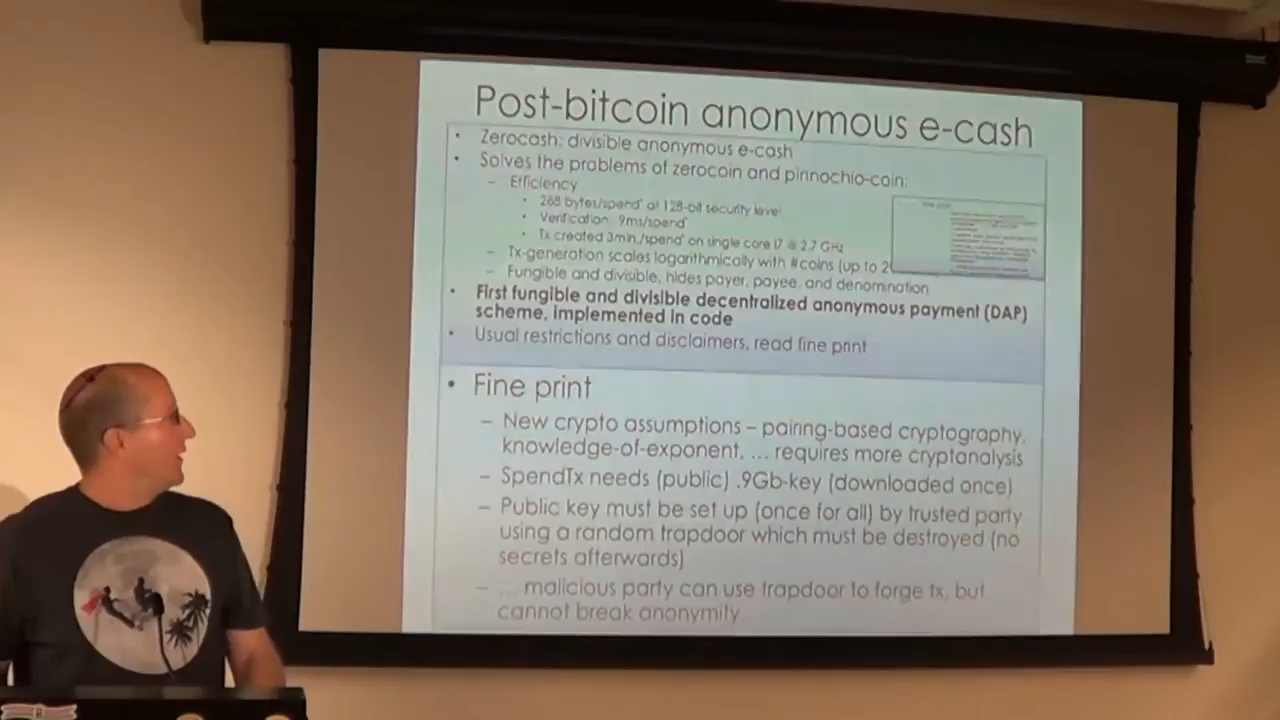 Post-bitcoin anonymous e-cash
• Zerocash: divisible anonymous e-cash
• Solves the problems of zerocoin and pinnochio-coin:
– Efficiency
• 288 bytes/spend* at 128-bit security level
• Verification: 9ms/spend*
• Tx created 3min./spend* on single core i7 @ 2.7 GHz
– Tx-generation scales logarithmically with #coins (up to 2
– Fungible and divisible, hides payer, payee, and denomination
• First fungible and divisible decentralized anonymous payment (DAP)
scheme, implemented in code
• Usual restrictions and disclaimers, read fine print
• Fine print
– New crypto assumptions – pairing-based cryptography,
knowledge-of-exponent, … requires more cryptanalysis
– SpendTx needs (public) .9Gb-key (downloaded once)
– Public key must be set up (once for all) by trusted party
using a random trapdoor which must be destroyed (no
secrets afterwards)
– … malicious party can use trapdoor to forge tx, but
cannot break anonymity